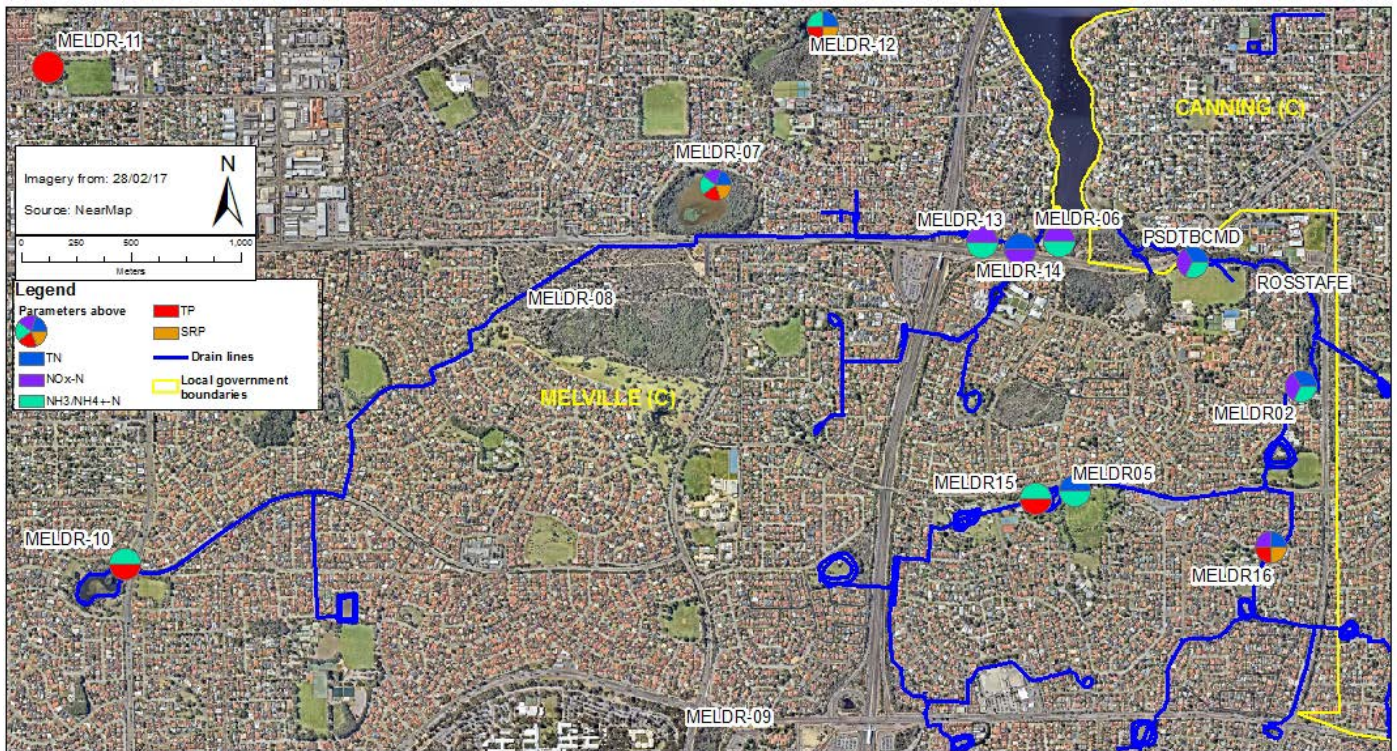 MELDR-11
MELDR-12
CANNING (C)
MELDR-07
Imagery from: 28/02/17
Source: NearMap
N
0 250 500 1,000
Meters
MELDR-13
MELDR-06
PSDTBCMD
MELDR-14
ROSSTAFE
MELDR-08
Legend
Parameters above
TN
NOx-N
NH3/NH4+-N
TP
SRP
Drain lines
Local government
boundaries
MELVILLE (C)
MELDR02
MELDR15
MELDR05
MELDR-10
MELDR16
MELDR-09